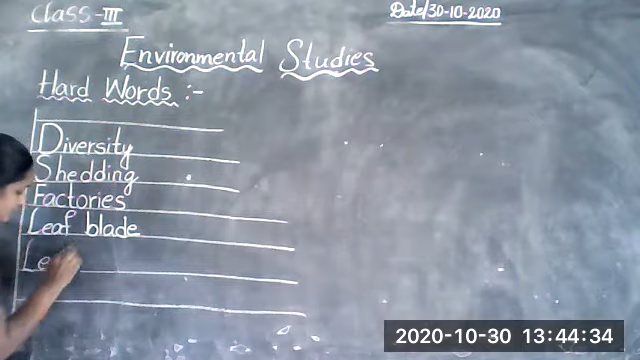 Class-III
Date/30-10-2020
Environmental Studies
Hard Words :-
Diversity
Shedding
Factories
Leaf blade
Le
2020-10-30 13:44:34